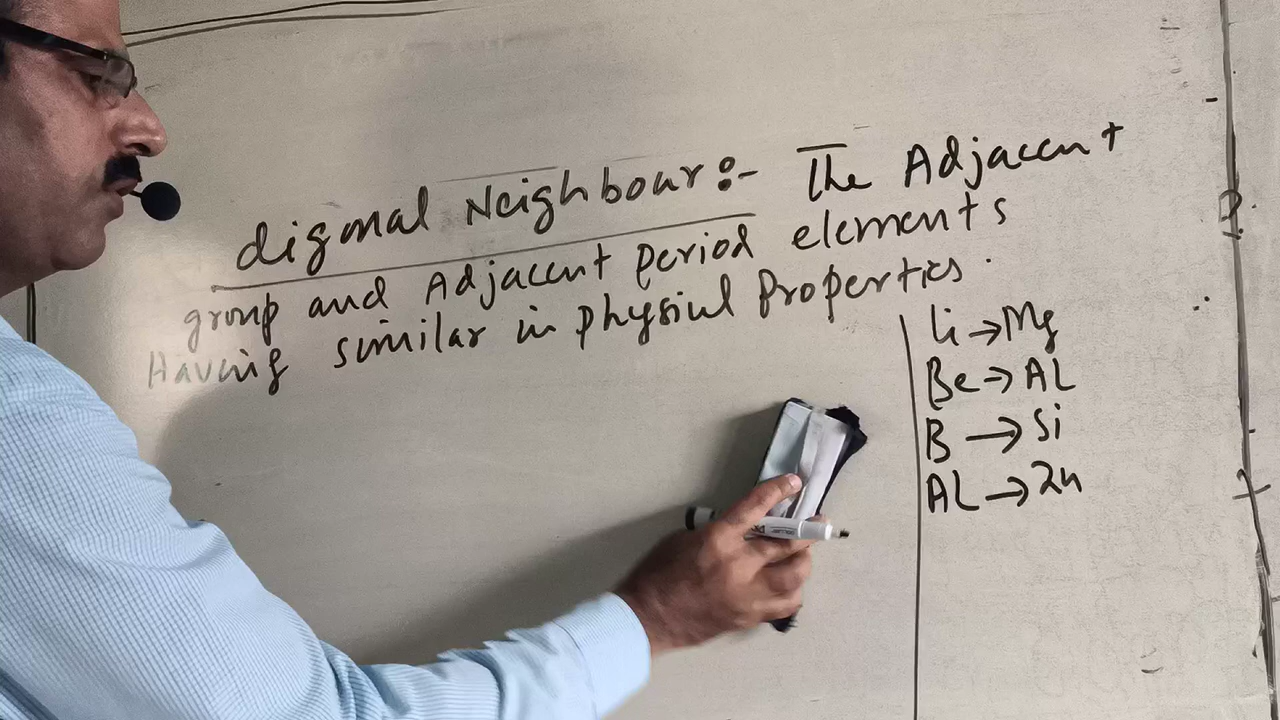 digonal Neighbour:- The Adjacent
group and Adjacent period elements
Having similar in physical Properties.
Li → Mg
Be → AL
B → Si
AL → Zn